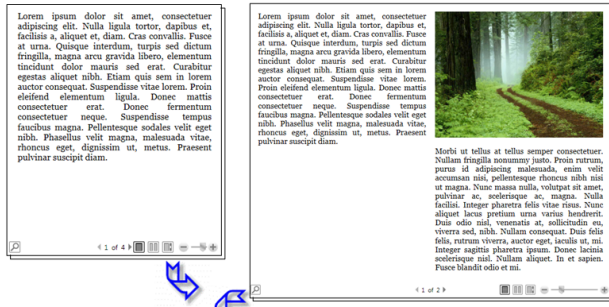 Lorem ipsum dolor sit amet, consectetuer
adipiscing elit. Nulla ligula tortor, dapibus et,
facilisis a, aliquet et, diam. Cras convallis. Fusce
at urna. Quisque interdum, turpis sed dictum
fringilla, magna arcu gravida libero, elementum
tincidunt dolor mauris sed erat. Curabitur
egestas aliquet nibh. Etiam quis sem in lorem
auctor consequat. Suspendisse vitae lorem. Proin
eleifend elementum ligula. Donec mattis
consectetuer erat. Donec fermentum
consectetuer neque. Suspendisse tempus
faucibus magna. Pellentesque sodales velit eget
nibh. Phasellus velit magna, malesuada vitae,
rhoncus eget, dignissim ut, metus. Praesent
pulvinar suscipit diam.
1 of 4
Lorem ipsum dolor sit amet, consectetuer
adipiscing elit. Nulla ligula tortor, dapibus et,
facilisis a, aliquet et, diam. Cras convallis. Fusce
at urna. Quisque interdum, turpis sed dictum
fringilla, magna arcu gravida libero, elementum
tincidunt dolor mauris sed erat. Curabitur
egestas aliquet nibh. Etiam quis sem in lorem
auctor consequat. Suspendisse vitae lorem.
Proin eleifend elementum ligula. Donec mattis
consectetuer erat. Donec fermentum
consectetuer neque. Suspendisse tempus
faucibus magna. Pellentesque sodales velit eget
nibh. Phasellus velit magna, malesuada vitae,
rhoncus eget, dignissim ut, metus. Praesent
pulvinar suscipit diam.
Morbi ut tellus at tellus semper consectetuer.
Nullam fringilla nonummy justo. Proin rutrum,
purus id adipiscing malesuada, enim velit
accumsan nisi, pellentesque rhoncus nibh nisi
ut magna. Nunc massa nulla, volutpat sit amet,
pulvinar ac, scelerisque ac, magna. Nulla
facilisi. Integer pharetra felis vitae risus. Nunc
aliquet lacus pretium urna varius hendrerit.
Duis odio nisl, venenatis at, sollicitudin eu,
viverra sed, nibh. Nullam consequat. Duis felis
felis, rutrum viverra, auctor eget, iaculis ut, mi.
Integer sagittis pharetra ipsum. Donec lacinia
scelerisque nisl. Nullam aliquet. In et sapien.
Fusce blandit odio et mi.
1 of 2